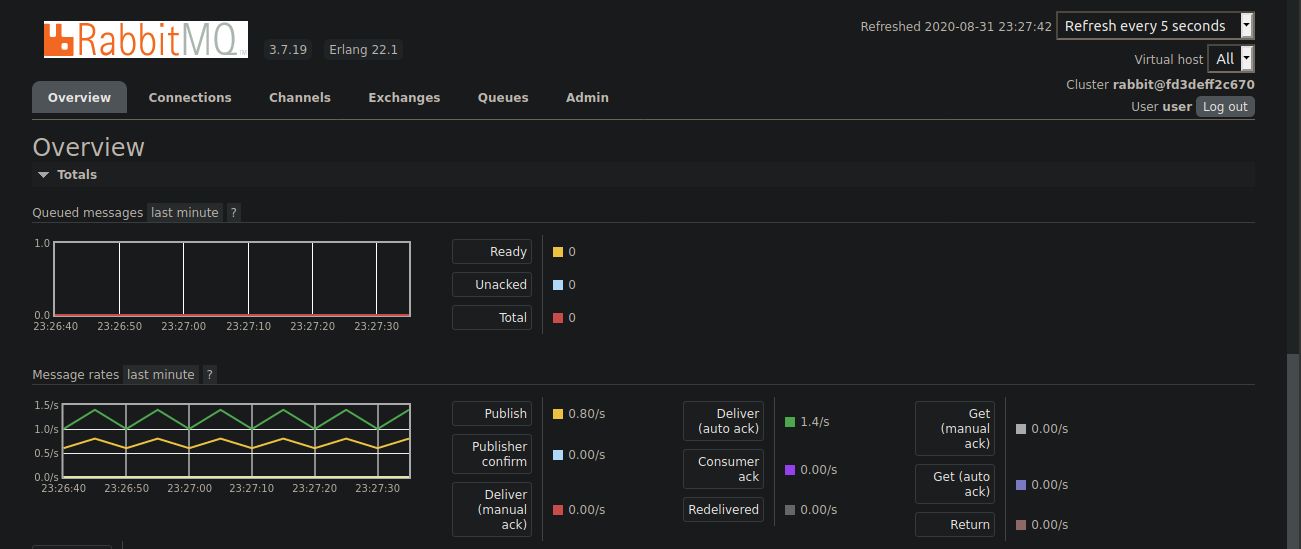 RabbitMQ TM 3.7.19 Erlang 22.1
Refreshed 2020-08-31 23:27:42 Refresh every 5 seconds
Virtual host All
Cluster rabbit@fd3deff2c670
User user Log out
Overview Connections Channels Exchanges Queues Admin
Overview
Totals
Queued messages last minute ?
1.0
0.0
23:26:40 23:26:50 23:27:00 23:27:10 23:27:20 23:27:30
Ready 0
Unacked 0
Total 0
Message rates last minute ?
1.5/s
1.0/s
0.5/s
0.0/s
23:26:40 23:26:50 23:27:00 23:27:10 23:27:20 23:27:30
Publish 0.80/s
Publisher
confirm 0.00/s
Deliver
(manual
ack) 0.00/s
Deliver
(auto ack) 1.4/s
Consumer
ack 0.00/s
Redelivered 0.00/s
Get
(manual
ack) 0.00/s
Get (auto
ack) 0.00/s
Return 0.00/s